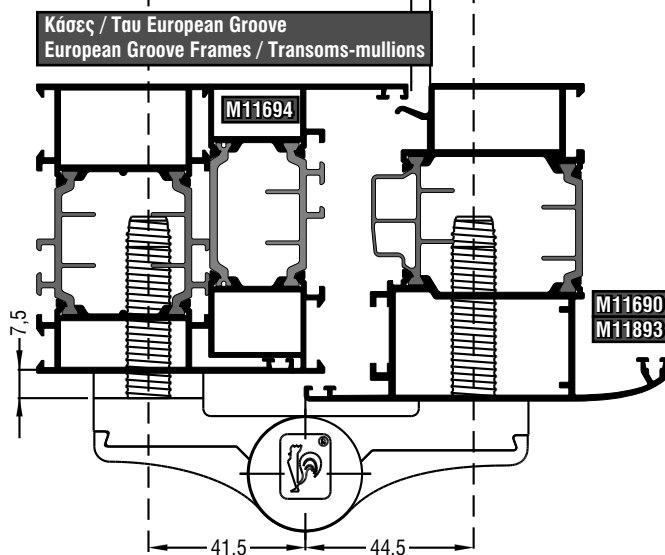 Κάσες / Ταυ European Groove
European Groove Frames / Transoms-mullions
M11694
M11690
M11893
7,5
®
41,5
44,5